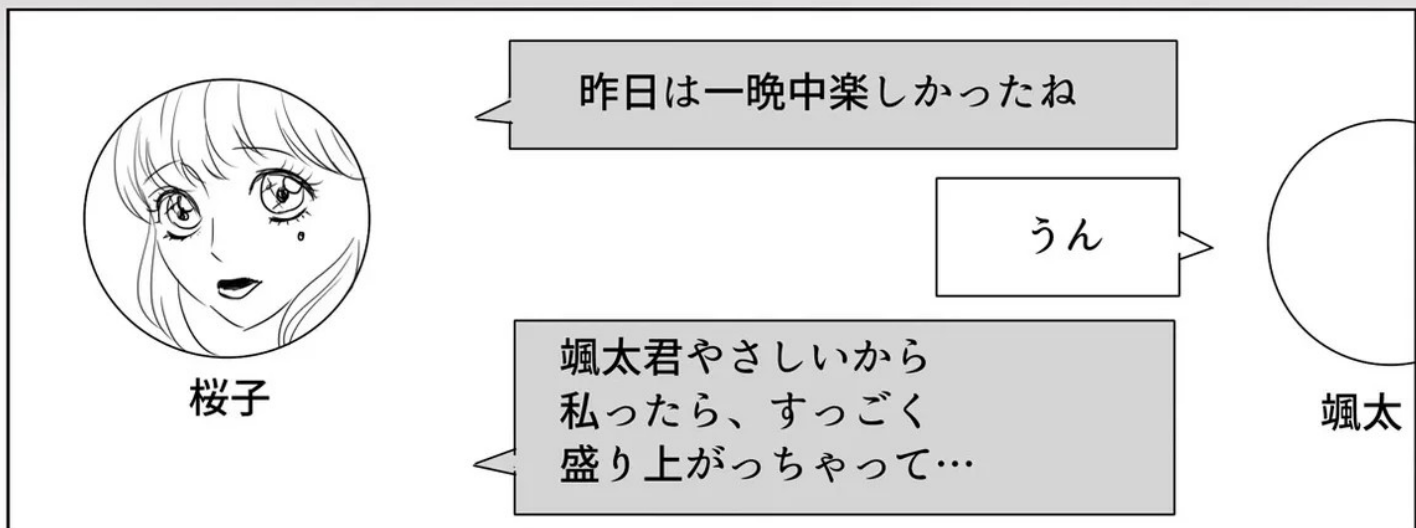 昨日は一晩中楽しかったね
うん
颯太君やさしいから
私ったら、すっごく
盛り上がっちゃって…
桜子
颯太